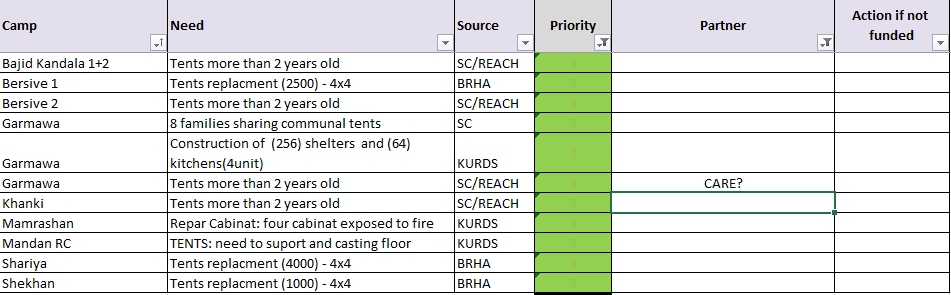 Camp Need Source Priority Partner Action if not funded
Bajid Kandala 1+2 Tents more than 2 years old SC/REACH 3
Bersive 1 Tents replacment (2500) - 4x4 BRHA 3
Bersive 2 Tents more than 2 years old SC/REACH 3
Garmawa 8 families sharing communal tents SC 3
Garmawa Construction of (256) shelters and (64) kitchens(4unit) KURDS 3
Garmawa Tents more than 2 years old SC/REACH 3 CARE?
Khanki Tents more than 2 years old SC/REACH 3
Mamrashan Repar Cabinat: four cabinat exposed to fire KURDS 3
Mandan RC TENTS: need to suport and casting floor KURDS 3
Shariya Tents replacment (4000) - 4x4 BRHA 3
Shekhan Tents replacment (1000) - 4x4 BRHA 3